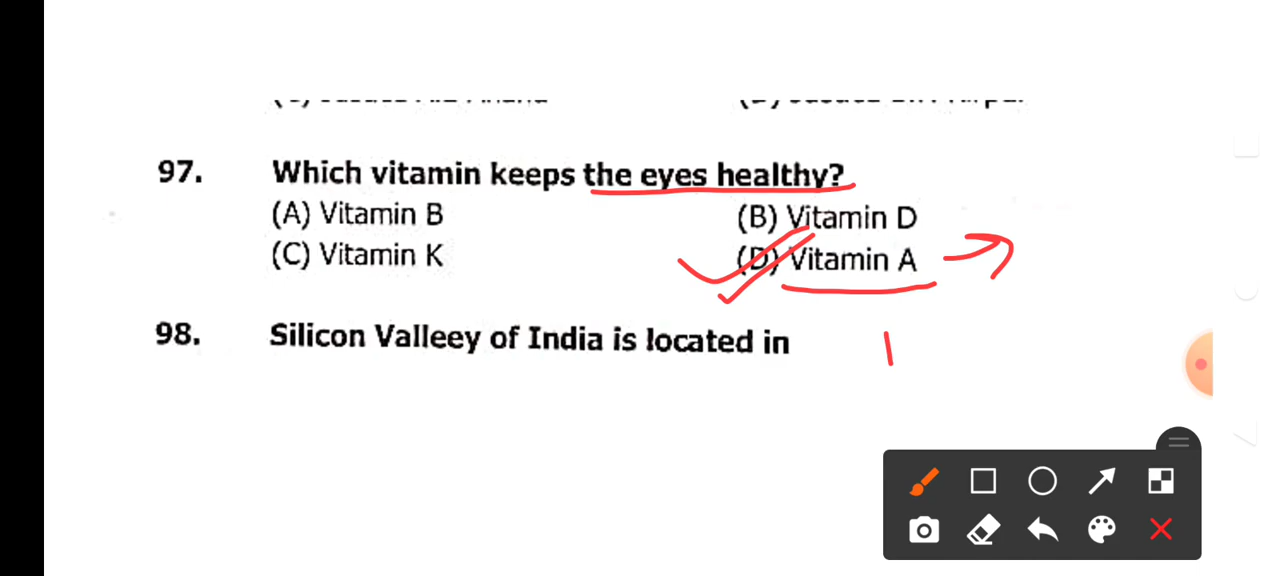 97. Which vitamin keeps the eyes healthy?
(A) Vitamin B (B) Vitamin D
(C) Vitamin K (D) Vitamin A
98. Silicon Valleey of India is located in